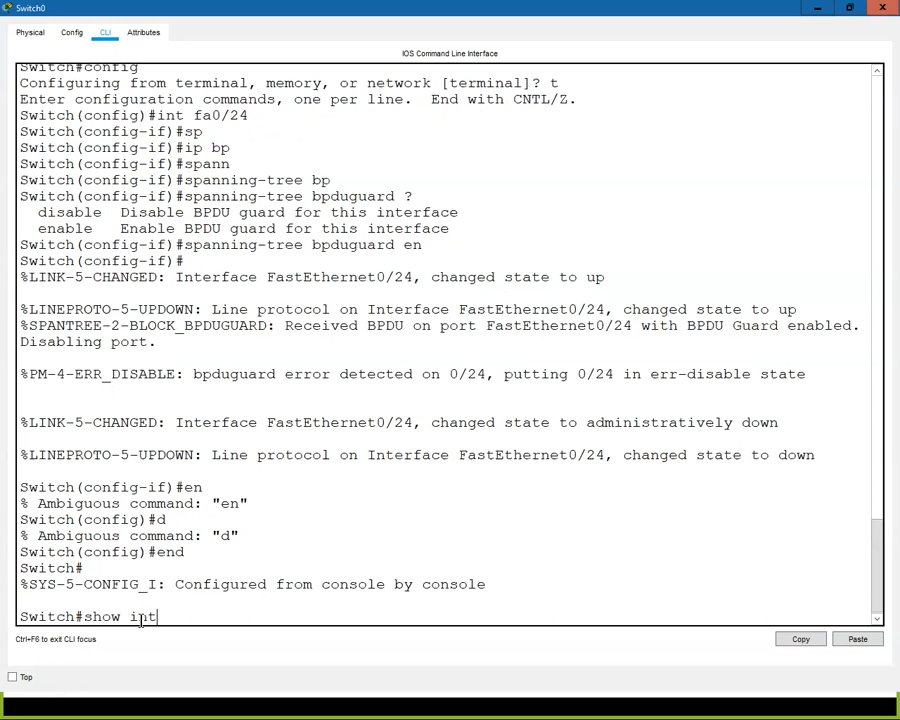 Switch0
Physical Config CLI Attributes
IOS Command Line Interface
Switch#config
Configuring from terminal, memory, or network [terminal]? t
Enter configuration commands, one per line.  End with CNTL/Z.
Switch(config)#int fa0/24
Switch(config-if)#sp
Switch(config-if)#ip bp
Switch(config-if)#spann
Switch(config-if)#spanning-tree bp
Switch(config-if)#spanning-tree bpduguard ?
  disable  Disable BPDU guard for this interface
  enable   Enable BPDU guard for this interface
Switch(config-if)#spanning-tree bpduguard en
Switch(config-if)#
%LINK-5-CHANGED: Interface FastEthernet0/24, changed state to up
%LINEPROTO-5-UPDOWN: Line protocol on Interface FastEthernet0/24, changed state to up
%SPANTREE-2-BLOCK_BPDUGUARD: Received BPDU on port FastEthernet0/24 with BPDU Guard enabled.
Disabling port.
%PM-4-ERR_DISABLE: bpduguard error detected on 0/24, putting 0/24 in err-disable state
%LINK-5-CHANGED: Interface FastEthernet0/24, changed state to administratively down
%LINEPROTO-5-UPDOWN: Line protocol on Interface FastEthernet0/24, changed state to down
Switch(config-if)#en
% Ambiguous command: "en"
Switch(config)#d
% Ambiguous command: "d"
Switch(config)#end
Switch#
%SYS-5-CONFIG_I: Configured from console by console
Switch#show int
Ctrl+F6 to exit CLI focus
Copy Paste
Top